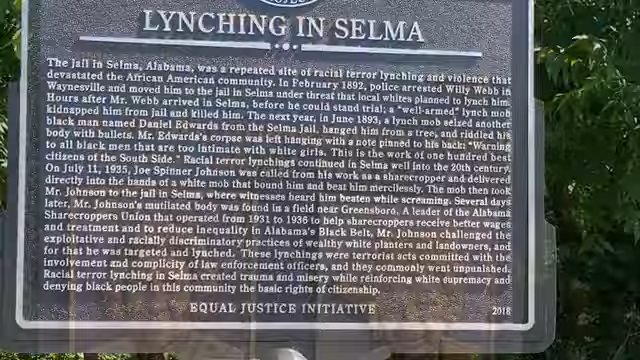 LYNCHING IN SELMA
The Jail in Selma, Alabama, was a repeated site of racial terror lynching and violence that
devastated the African American community. In February 1892, police arrested Willy Webb in
Waynesville and moved him to the jail in Selma under threat that local whites planned to lynch him.
Hours after Mr. Webb arrived in Selma, before he could stand trial; a "well-armed" lynch mob
kidnapped him from jail and killed him. The next year, in June 1893, a lynch mob seized another
black man named Daniel Edwards from the Selma Jail, hanged him from a tree, and riddled his
body with bullets. Mr. Edwards's corpse was left hanging with a note pinned to his back: "Warning
to all black men that are too intimate with white girls. This is the work of one hundred best
citizens of the South Side." Racial terror lynchings continued in Selma well into the 20th century.
On July 11, 1935, Joe Spinner Johnson was called from his work as a sharecropper and delivered
directly into the hands of a white mob that bound him and beat him mercilessly. The mob then took
Mr. Johnson to the jail in Selma, where witnesses heard him beaten while screaming. Several days
later, Mr. Johnson's mutilated body was found in a field near Greensboro. A leader of the Alabama
Sharecroppers Union that operated from 1931 to 1936 to help sharecroppers receive better wages
and treatment and to reduce inequality in Alabama's Black Belt, Mr. Johnson challenged the
exploitative and racially discriminatory practices of wealthy white planters and landowners, and
for that he was targeted and lynched. These lynchings were terrorist acts committed with the
involvement and complicity of law enforcement officers, and they commonly went unpunished.
Racial terror lynching in Selma created trauma and misery while reinforcing white supremacy and
denying black people in this community the basic rights of citizenship.
EQUAL JUSTICE INITIATIVE
2018